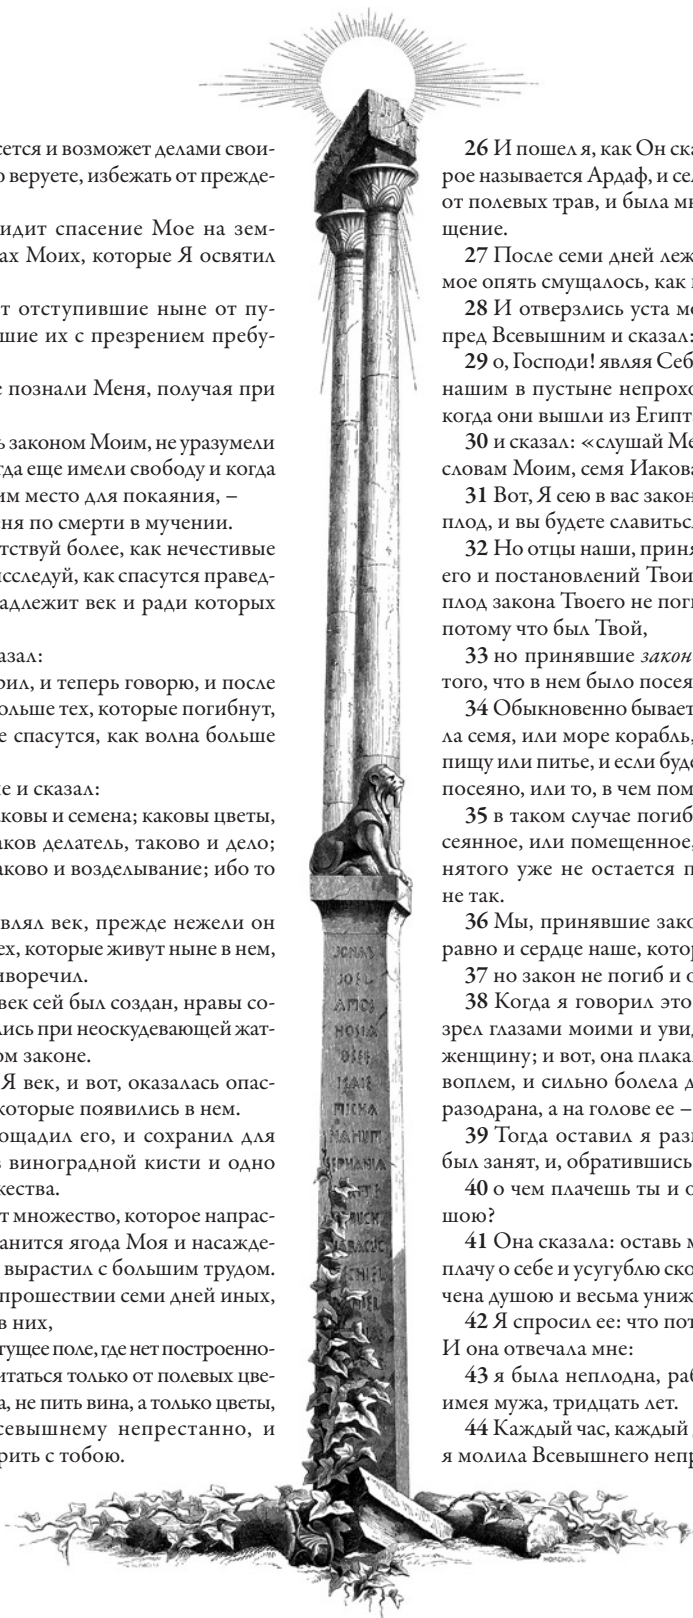 сется и возможет делами свои-
о веруете, избежать от прежде-
идит спасение Мое на зем-
ах Моих, которые Я освятил
т отступившие ныне от пу-
шие их с презрением пребу-
е познали Меня, получая при
ь законом Моим, не уразумели
гда еще имели свободу и когда
им место для покаяния, –
еня по смерти в мучении.
тствуй более, как нечестивые
исследуй, как спасутся правед-
адлежит век и ради которых
азал:
рил, и теперь говорю, и после
ольше тех, которые погибнут,
е спасутся, как волна больше
е и сказал:
аковы и семена; каковы цветы,
аков делатель, таково и дело;
аково и возделывание; ибо то
влял век, прежде нежели он
ех, которые живут ныне в нем,
иворечил.
век сей был создан, нравы со-
лись при неоскудевающей жат-
ом законе.
Я век, и вот, оказалась опас-
которые появились в нем.
ощадил его, и сохранил для
з виноградной кисти и одно
жества.
т множество, которое напрас-
анится ягода Моя и насажде-
вырастил с большим трудом.
прошествии семи дней иных,
в них,
тущее поле, где нет построенно-
итаться только от полевых цве-
а, не пить вина, а только цветы,
севышнему непрестанно, и
рить с тобою.
26 И пошел я, как Он ска
рое называется Ардаф, и сел
от полевых трав, и была мн
щение.
27 После семи дней леж
мое опять смущалось, как п
28 И отверзлись уста мо
пред Всевышним и сказал:
29 о, Господи! являя Себ
нашим в пустыне непрохо
когда они вышли из Египт
30 и сказал: «слушай Ме
словам Моим, семя Иакова
31 Вот, Я сею в вас закон
плод, и вы будете славитьс
32 Но отцы наши, приня
его и постановлений Твои
плод закона Твоего не поги
потому что был Твой,
33 но принявшие закон
того, что в нем было посея
34 Обыкновенно бывает
ла семя, или море корабль,
пищу или питье, и если буде
посеяно, или то, в чем пом
35 в таком случае погиб
сеянное, или помещенное,
нятого уже не остается п
не так.
36 Мы, принявшие зако
равно и сердце наше, котор
37 но закон не погиб и о
38 Когда я говорил это
зрел глазами моими и увид
женщину; и вот, она плакал
воплем, и сильно болела д
разодрана, а на голове ее –
39 Тогда оставил я разм
был занят, и, обратившись
40 о чем плачешь ты и о
шою?
41 Она сказала: оставь м
плачу о себе и усугублю ско
чена душою и весьма униж
42 Я спросил ее: что пот
И она отвечала мне:
43 я была неплодна, раб
имея мужа, тридцать лет.
44 Каждый час, каждый д
я молила Всевышнего непр
JONAS
JOEL
AMOS
HOSIA
OSEE
ISAIE
MICHA
NAHUM
SEPHANIA